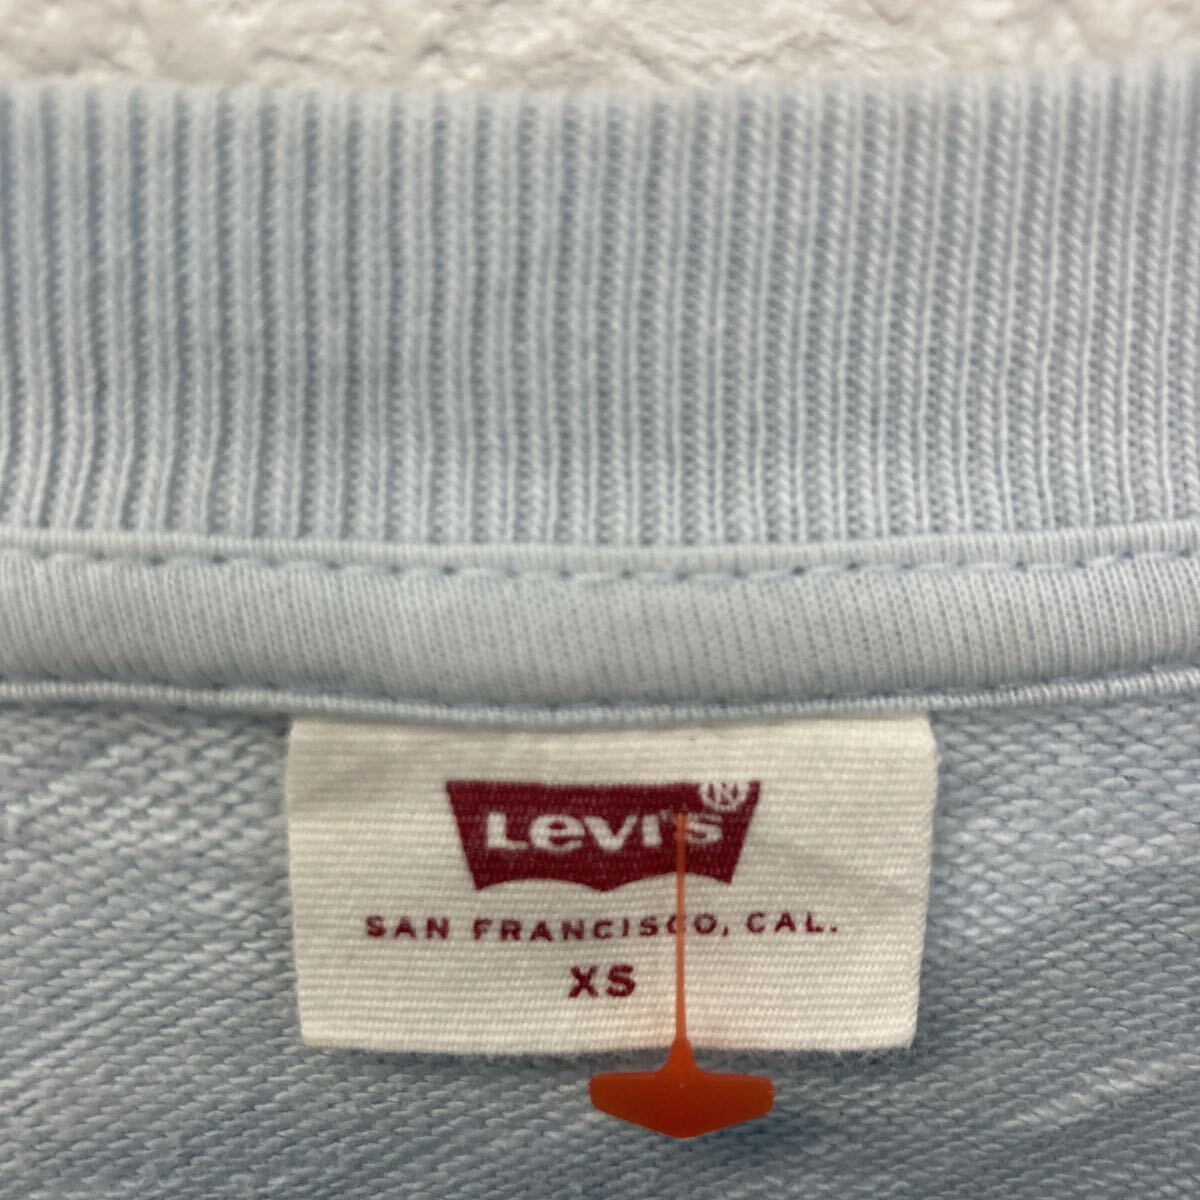 Levi's ®
SAN FRANCISCO, CAL.
XS